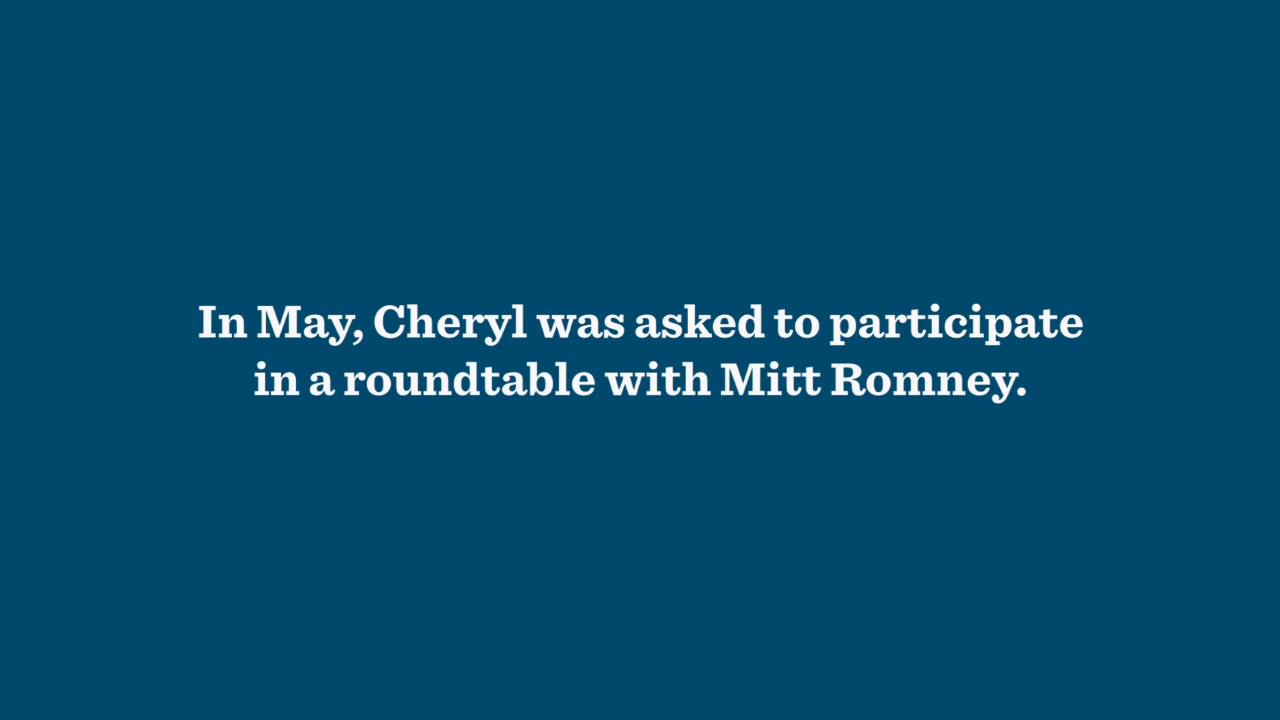 In May, Cheryl was asked to participate
in a roundtable with Mitt Romney.